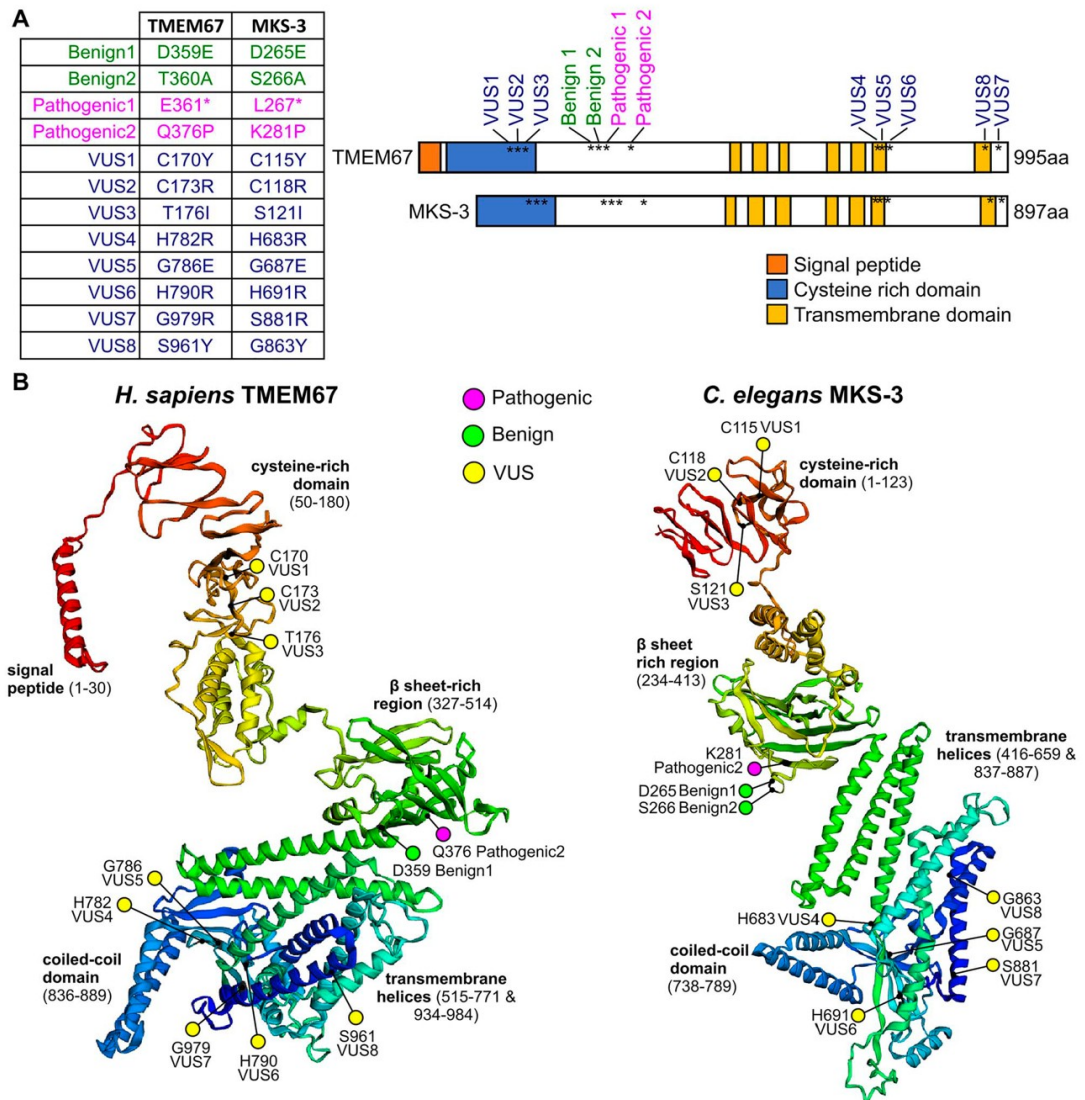 A
TMEM67 MKS-3
Benign1 D359E D265E
Benign2 T360A S266A
Pathogenic1 E361* L267*
Pathogenic2 Q376P K281P
VUS1 C170Y C115Y
VUS2 C173R C118R
VUS3 T176I S121I
VUS4 H782R H683R
VUS5 G786E G687E
VUS6 H790R H691R
VUS7 G979R S881R
VUS8 S961Y G863Y
VUS1
VUS2
VUS3
Benign 1
Benign 2
Pathogenic 1
Pathogenic 2
VUS4
VUS5
VUS6
VUS8
VUS7
TMEM67 *** *** * *** * * 995aa
MKS-3 *** *** * *** * * 897aa
Signal peptide
Cysteine rich domain
Transmembrane domain
B
H. sapiens TMEM67
cysteine-rich
domain
(50-180)
C170
VUS1
C173
VUS2
T176
VUS3
signal
peptide (1-30)
β sheet-rich
region (327-514)
Q376 Pathogenic2
D359 Benign1
G786
VUS5
H782
VUS4
coiled-coil
domain
(836-889)
transmembrane
helices (515-771 &
934-984)
S961
VUS8
G979
VUS7
H790
VUS6
Pathogenic
Benign
VUS
C. elegans MKS-3
C115 VUS1
C118
VUS2
cysteine-rich
domain (1-123)
S121
VUS3
β sheet
rich region
(234-413)
K281
Pathogenic2
D265 Benign1
S266 Benign2
transmembrane
helices (416-659 &
837-887)
H683 VUS4
G863
VUS8
G687
VUS5
S881
VUS7
coiled-coil
domain
(738-789)
H691
VUS6